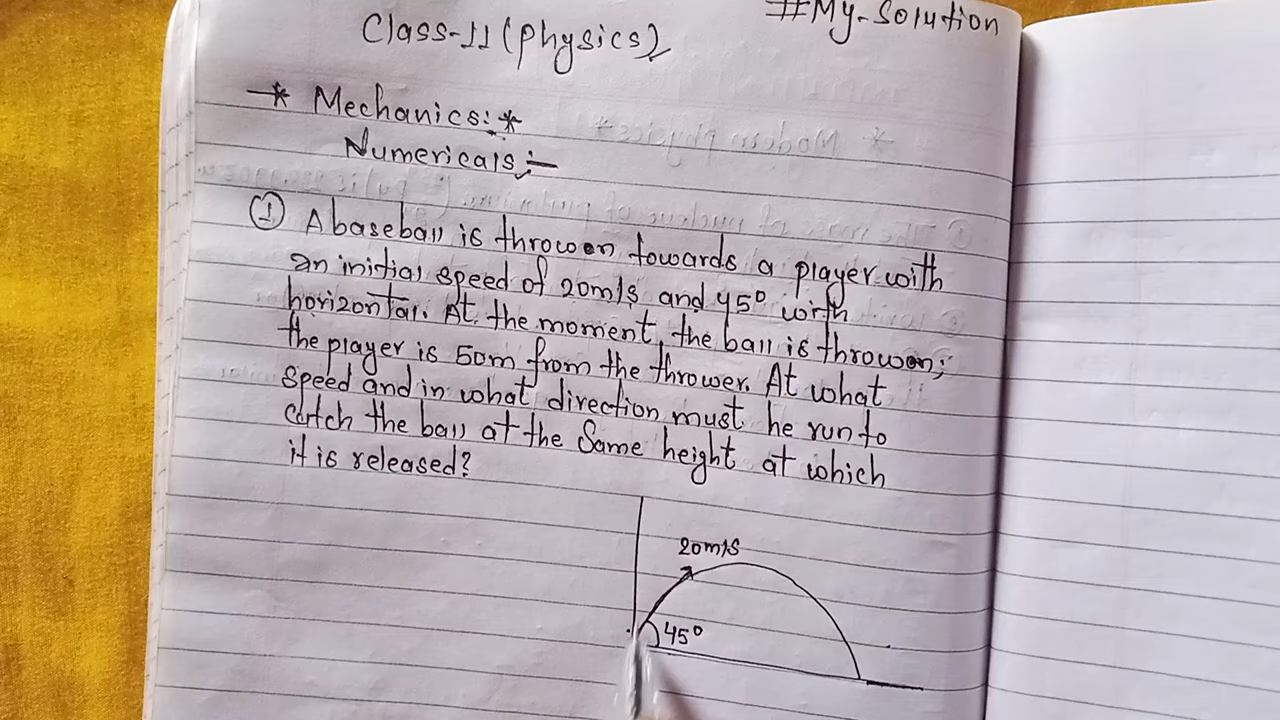 #My-Solution
Class-11 (Physics)
* Mechanics:*
Numericals:-
① A baseball is throwen towards a player with
an initial speed of 20m/s and 45° with
horizontal. At the moment, the ball is throwen;
the player is 50m from the thrower. At what
speed and in what direction must he run to
catch the ball at the same height at which
it is released?
20m/s
45°